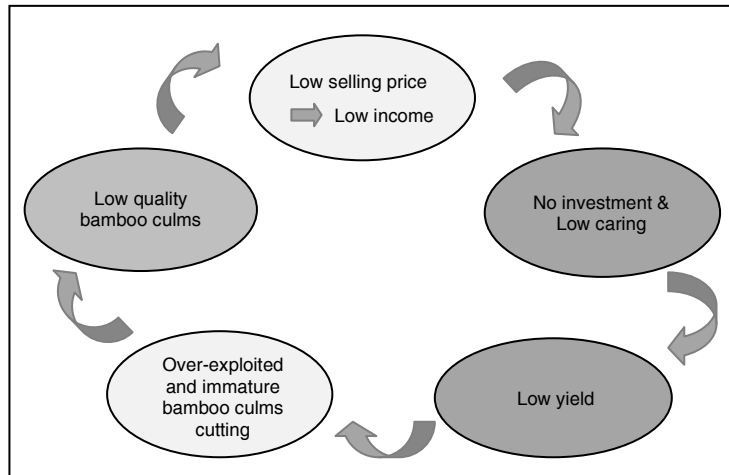 Low selling price
Low income
No investment &
Low caring
Low yield
Over-exploited
and immature
bamboo culms
cutting
Low quality
bamboo culms